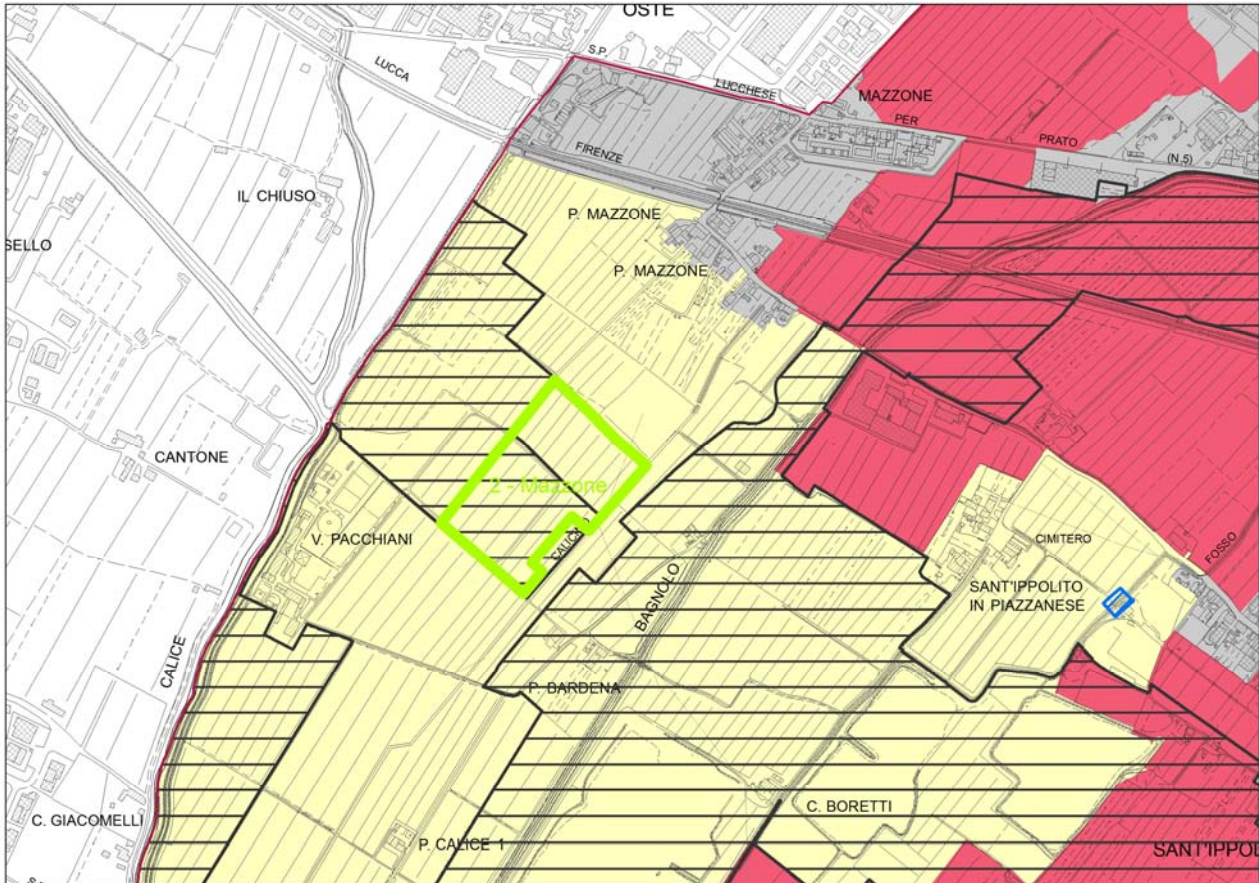 OSTE
S.P.
LUCCA
LUCCHESE
MAZZONE
PER
PRATO
(N.5)
FIRENZE
IL CHIUSO
P. MAZZONE
SELLO
P. MAZZONE
CANTONE
2 - Mazzone
V. PACCHIANI
CIMITERO
FOSSO
SANT'IPPOLITO
IN PIAZZANESE
BAGNOLO
CALICE
P. BARDENA
C. BORETTI
C. GIACOMELLI
P. CALICE 1
SANT'IPPOL